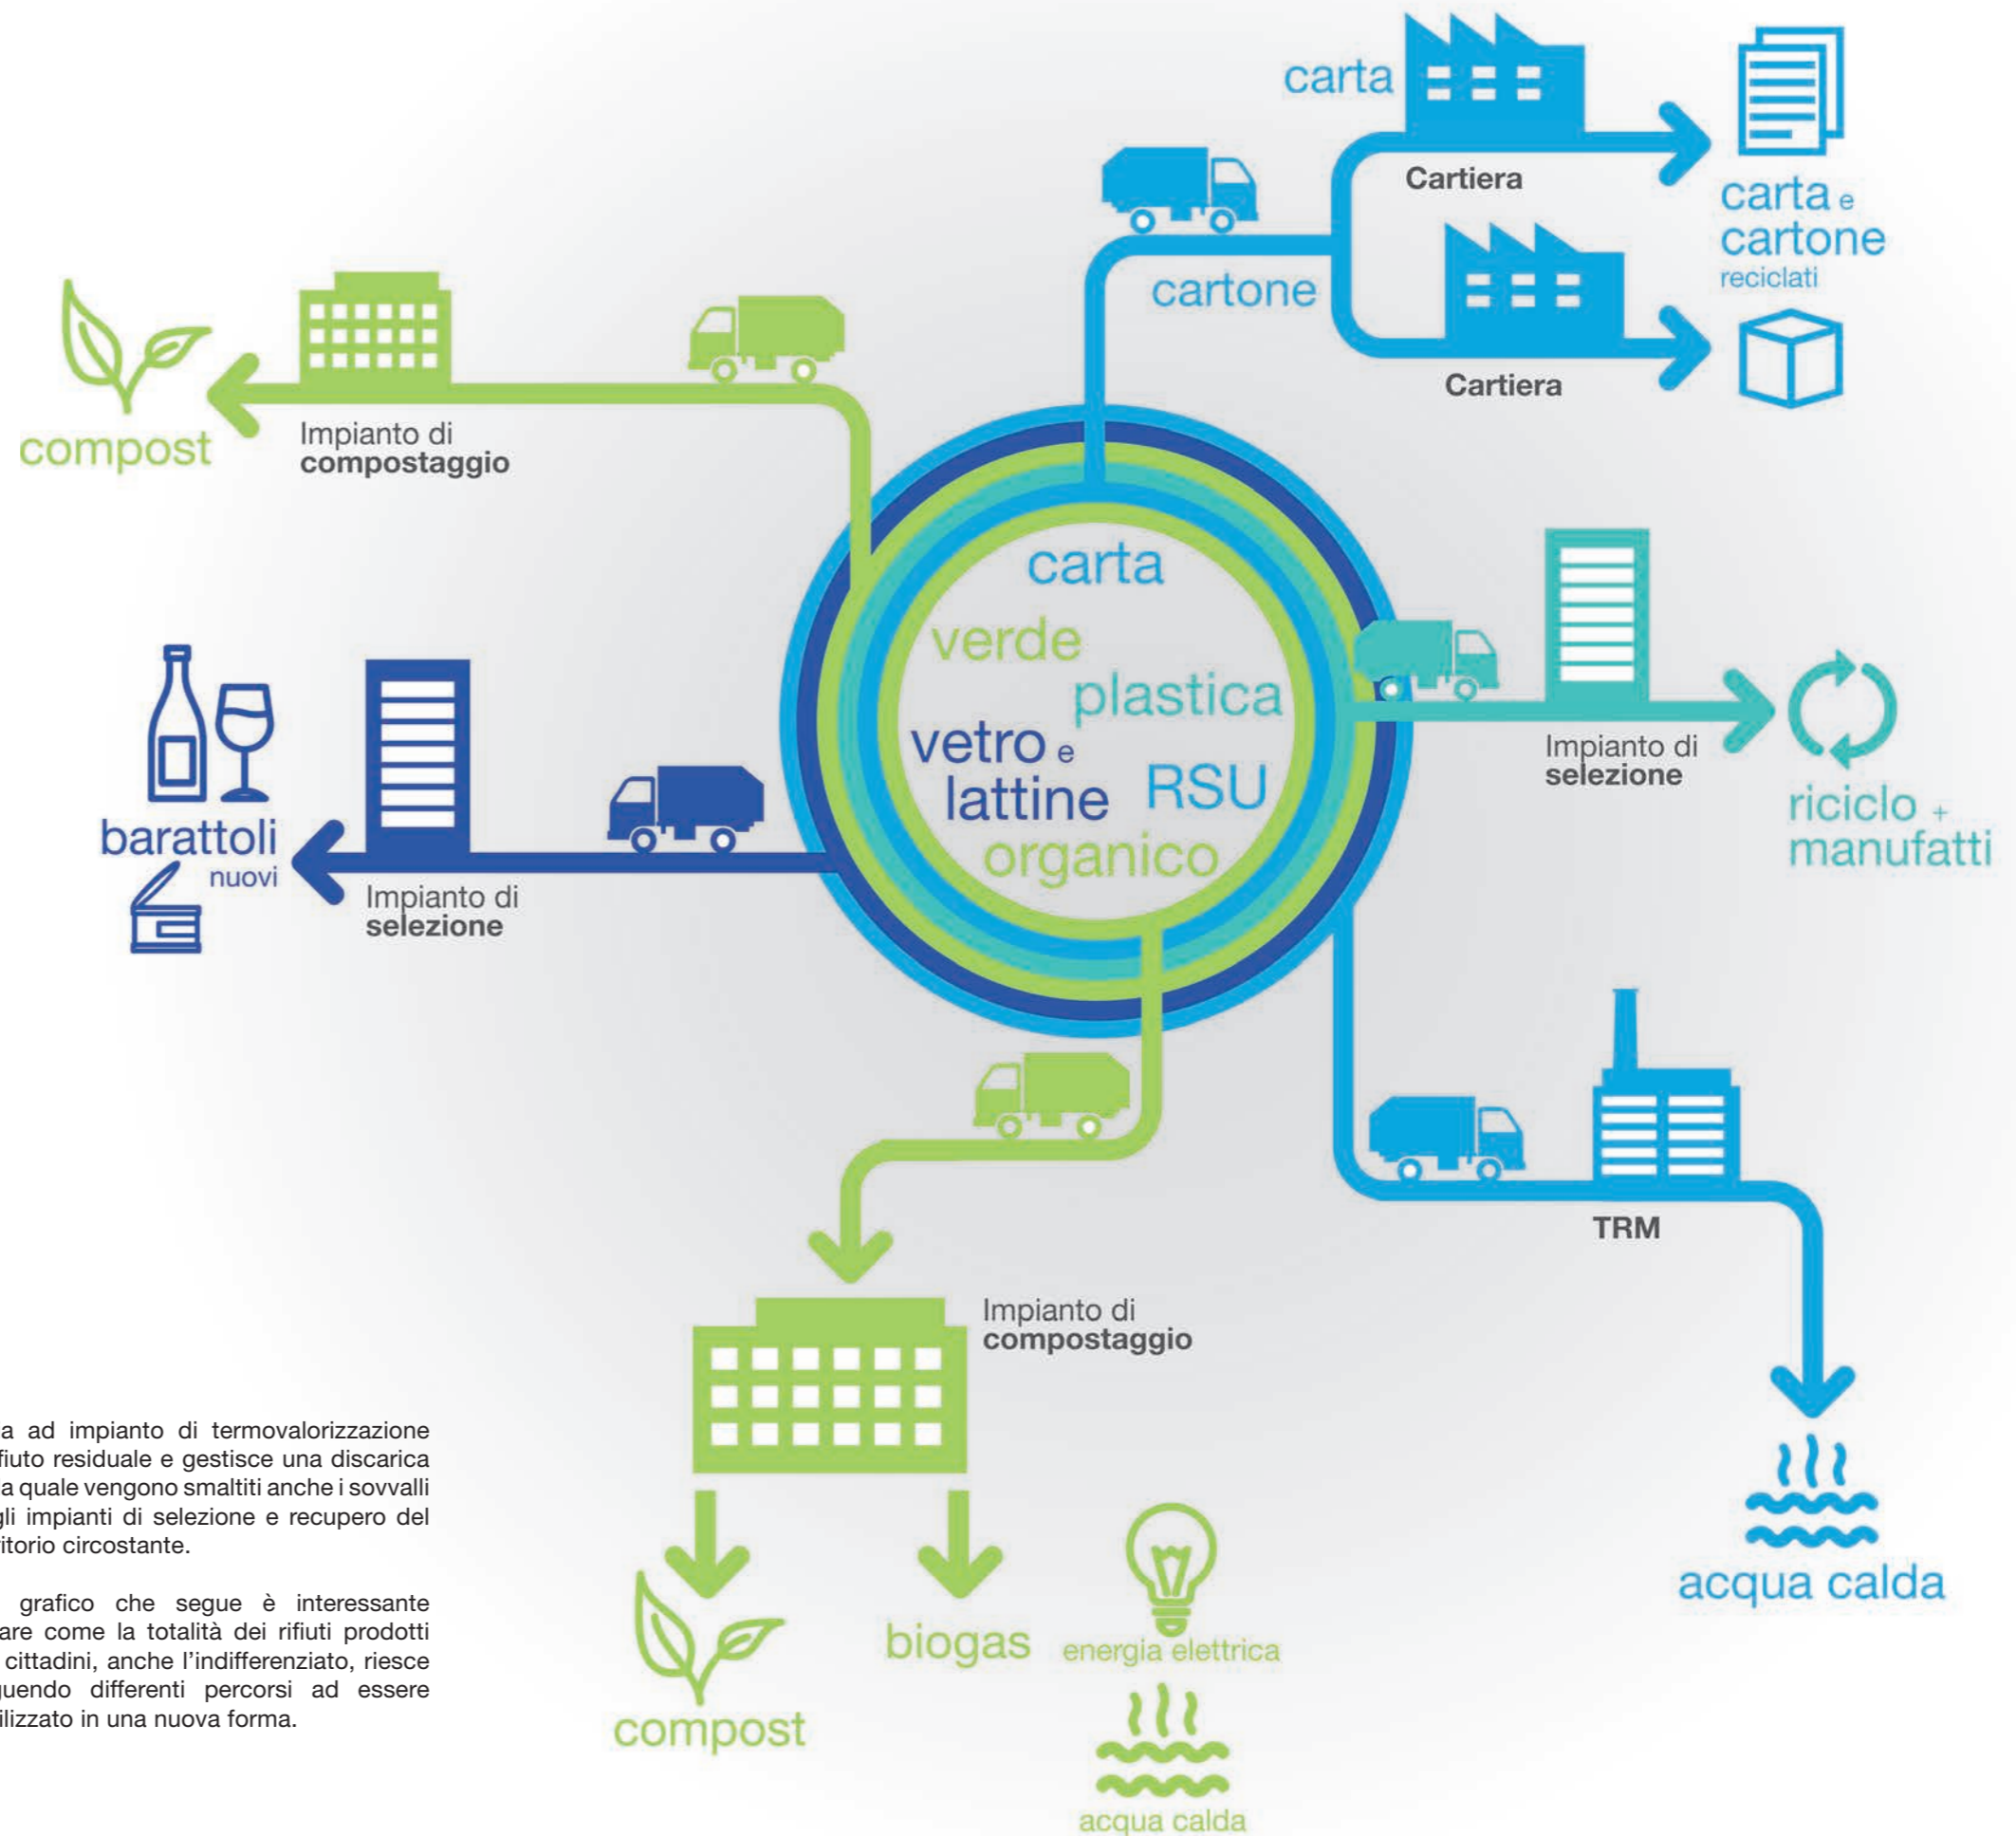 carta
Cartiera
carta e
cartone
reciclati
cartone
Cartiera
compost
Impianto di
compostaggio
carta
verde
plastica
vetro e
lattine
RSU
organico
Impianto di
selezione
riciclo +
manufatti
barattoli
nuovi
Impianto di
selezione
TRM
acqua calda
Impianto di
compostaggio
compost
biogas
energia elettrica
acqua calda
a ad impianto di termovalorizzazione
fiuto residuale e gestisce una discarica
a quale vengono smaltiti anche i sovvalli
gli impianti di selezione e recupero del
itorio circostante.
grafico che segue è interessante
are come la totalità dei rifiuti prodotti
cittadini, anche l'indifferenziato, riesce
guendo differenti percorsi ad essere
ilizzato in una nuova forma.